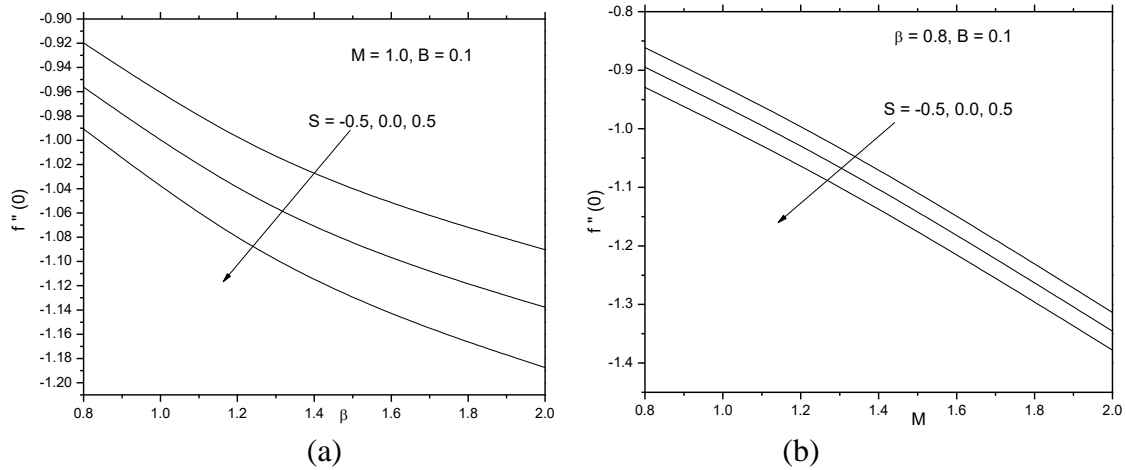 -0.90
-0.92
-0.94
-0.96
-0.98
-1.00
-1.02
-1.04
-1.06
-1.08
-1.10
-1.12
-1.14
-1.16
-1.18
-1.20
f " (0)
M = 1.0, B = 0.1
S = -0.5, 0.0, 0.5
0.8 1.0 1.2 1.4 1.6 1.8 2.0
β
(a)
-0.8
-0.9
-1.0
-1.1
-1.2
-1.3
-1.4
f " (0)
β = 0.8, B = 0.1
S = -0.5, 0.0, 0.5
0.8 1.0 1.2 1.4 1.6 1.8 2.0
M
(b)